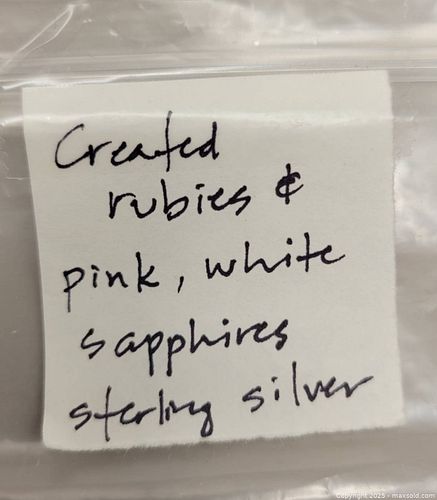 Created
rubies &
pink, white
sapphires
sterling silver
Copyright 2025 - maxsold.com